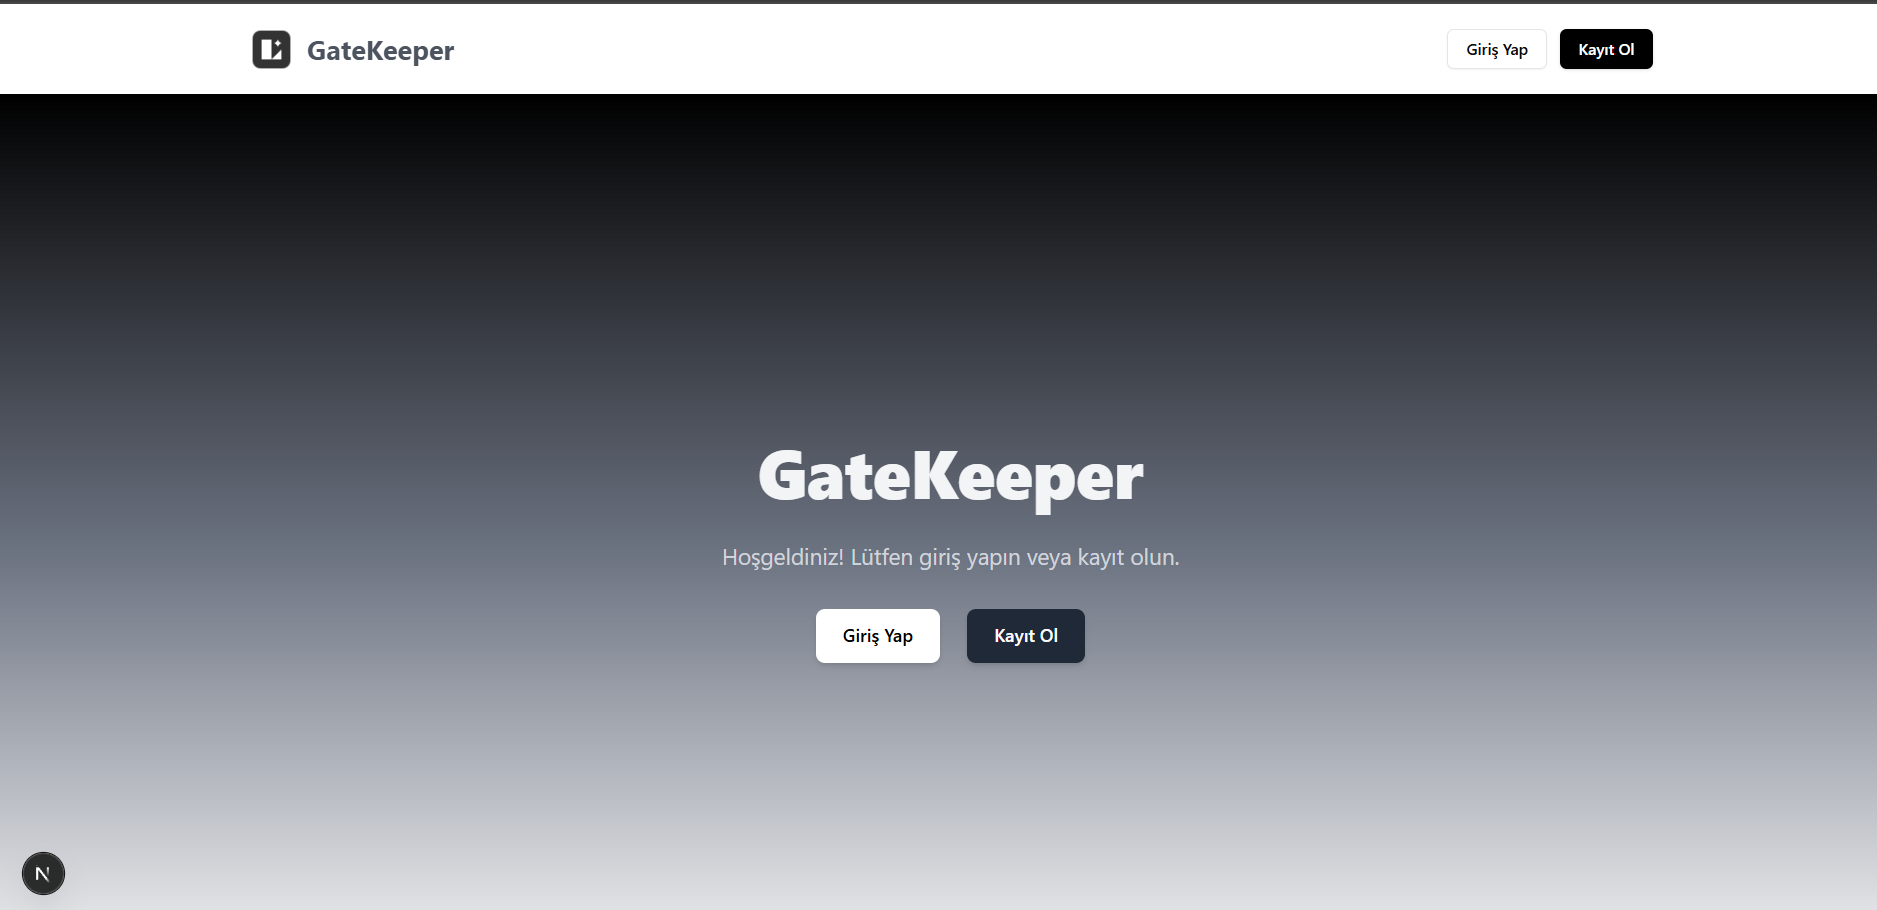 GateKeeper
Giriş Yap
Kayıt Ol
GateKeeper
Hoşgeldiniz! Lütfen giriş yapın veya kayıt olun.
Giriş Yap
Kayıt Ol
N